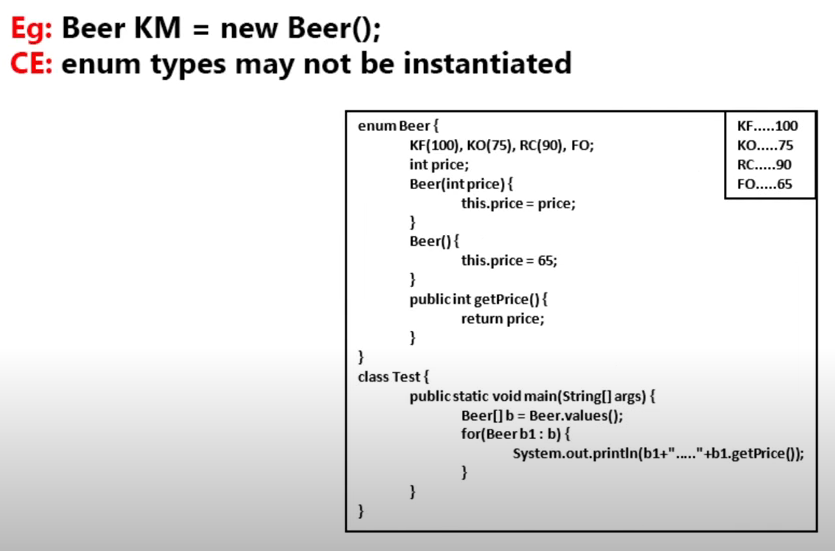 Eg: Beer KM = new Beer();
CE: enum types may not be instantiated
enum Beer {
KF(100), KO(75), RC(90), FO;
int price;
Beer(int price) {
this.price = price;
}
Beer() {
this.price = 65;
}
public int getPrice() {
return price;
}
}
class Test {
public static void main(String[] args) {
Beer[] b = Beer.values();
for(Beer b1 : b) {
System.out.println(b1+"....."+b1.getPrice());
}
}
}
KF.....100
KO.....75
RC.....90
FO.....65